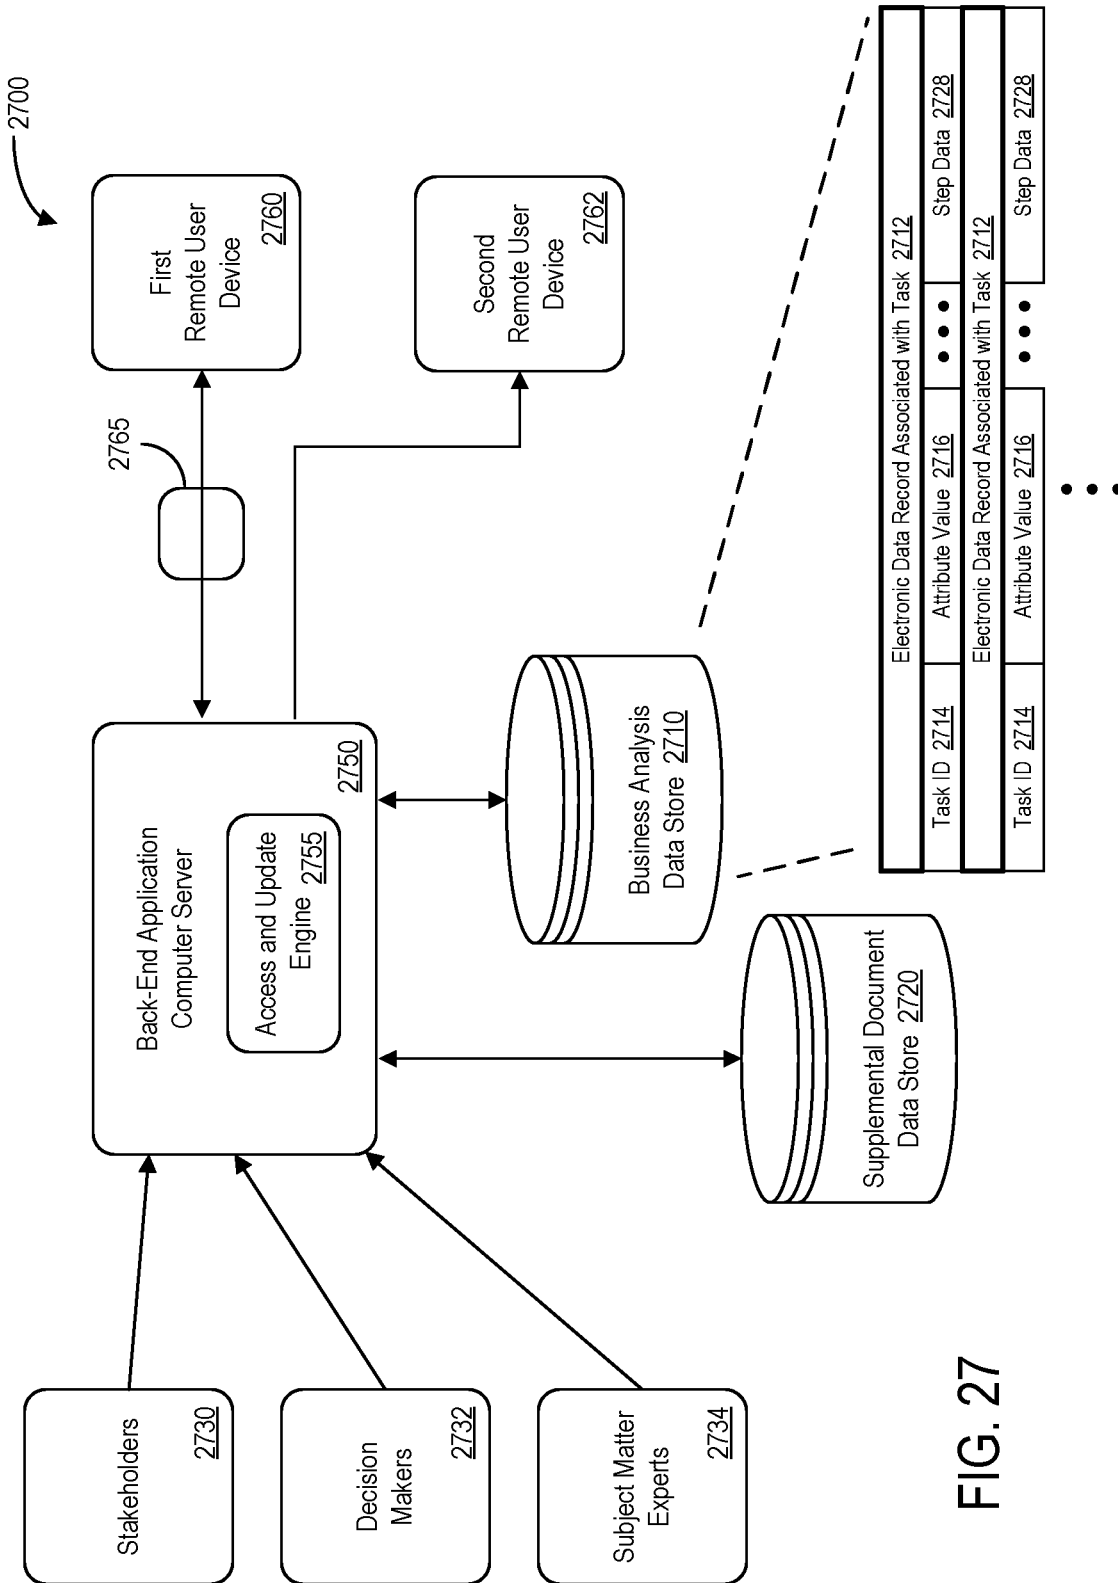 2700
Stakeholders
2730
Decision
Makers
2732
Subject Matter
Experts
2734
Back-End Application
Computer Server
2750
Access and Update
Engine 2755
2765
First
Remote User
Device
2760
Second
Remote User
Device
2762
Business Analysis
Data Store 2710
Supplemental Document
Data Store 2720
Electronic Data Record Associated with Task 2712
Task ID 2714
Attribute Value 2716
Step Data 2728
Electronic Data Record Associated with Task 2712
Task ID 2714
Attribute Value 2716
Step Data 2728
FIG. 27